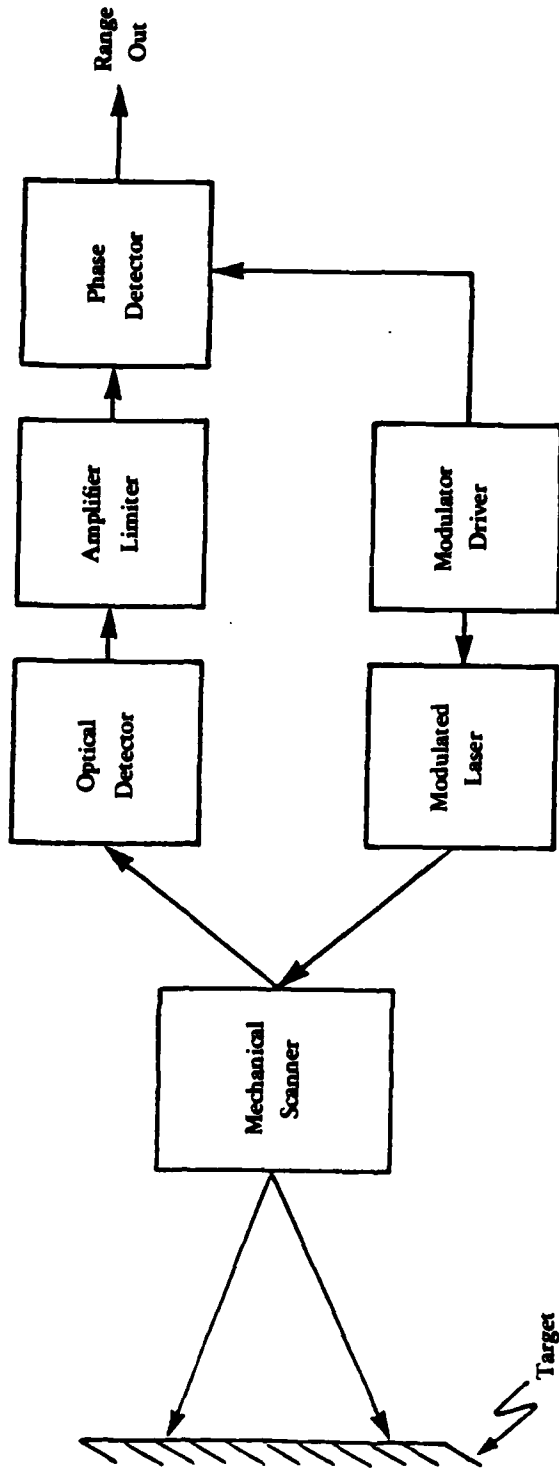 Range
Out
Phase
Detector
Amplifier
Limiter
Optical
Detector
Modulator
Driver
Modulated
Laser
Mechanical
Scanner
Target